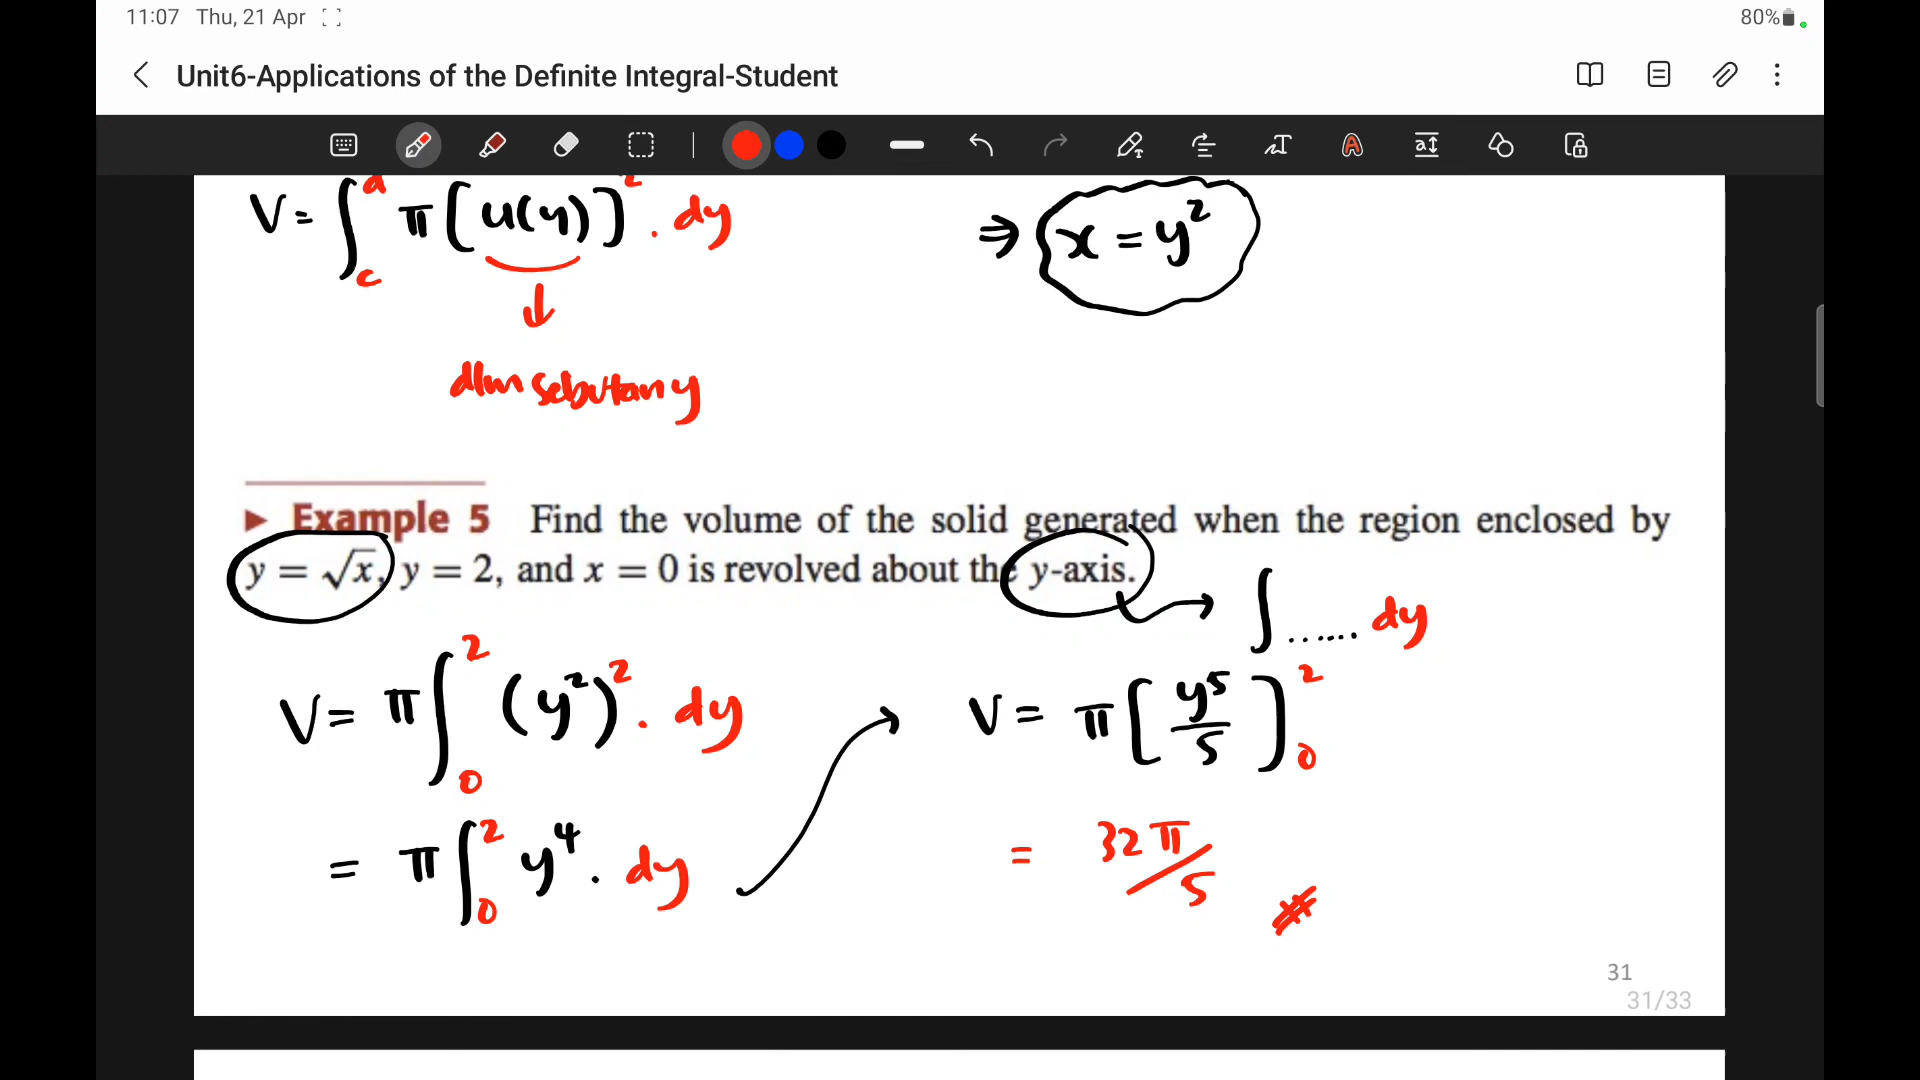 11:07 Thu, 21 Apr 80%
Unit6-Applications of the Definite Integral-Student
V = ∫_c^d π [u(y)]² . dy
⇒ x = y²
↓
dlm sebutan y
▶ Example 5 Find the volume of the solid generated when the region enclosed by
y = √x, y = 2, and x = 0 is revolved about the y-axis.
∫ ...... dy
V = π ∫_0^2 (y²)² . dy
= π ∫_0^2 y⁴ . dy
V = π [y⁵/5]_0^2
= 32π/5 #
31
31/33